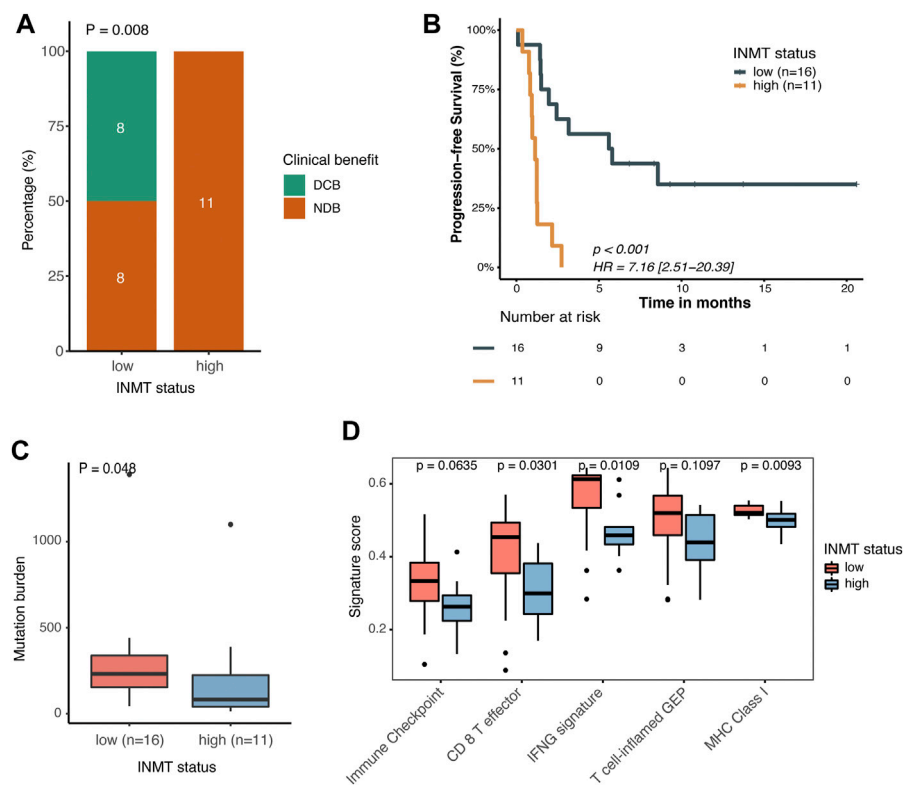 A
P = 0.008
100
75
50
25
0
Percentage (%)
8
8
11
low
high
INMT status
Clinical benefit
DCB
NDB
B
100%
75%
50%
25%
0%
Progression−free Survival (%)
INMT status
low (n=16)
high (n=11)
p < 0.001
HR = 7.16 [2.51−20.39]
0 5 10 15 20
Time in months
Number at risk
16 9 3 1 1
11 0 0 0 0
C
P = 0.048
1000
500
0
Mutation burden
low (n=16)
high (n=11)
INMT status
D
p = 0.0635 p = 0.0301 p = 0.0109 p = 0.1097 p = 0.0093
0.6
0.4
0.2
Signature score
Immune Checkpoint
CD 8 T effector
IFNG signature
T cell-inflamed GEP
MHC Class I
INMT status
low
high